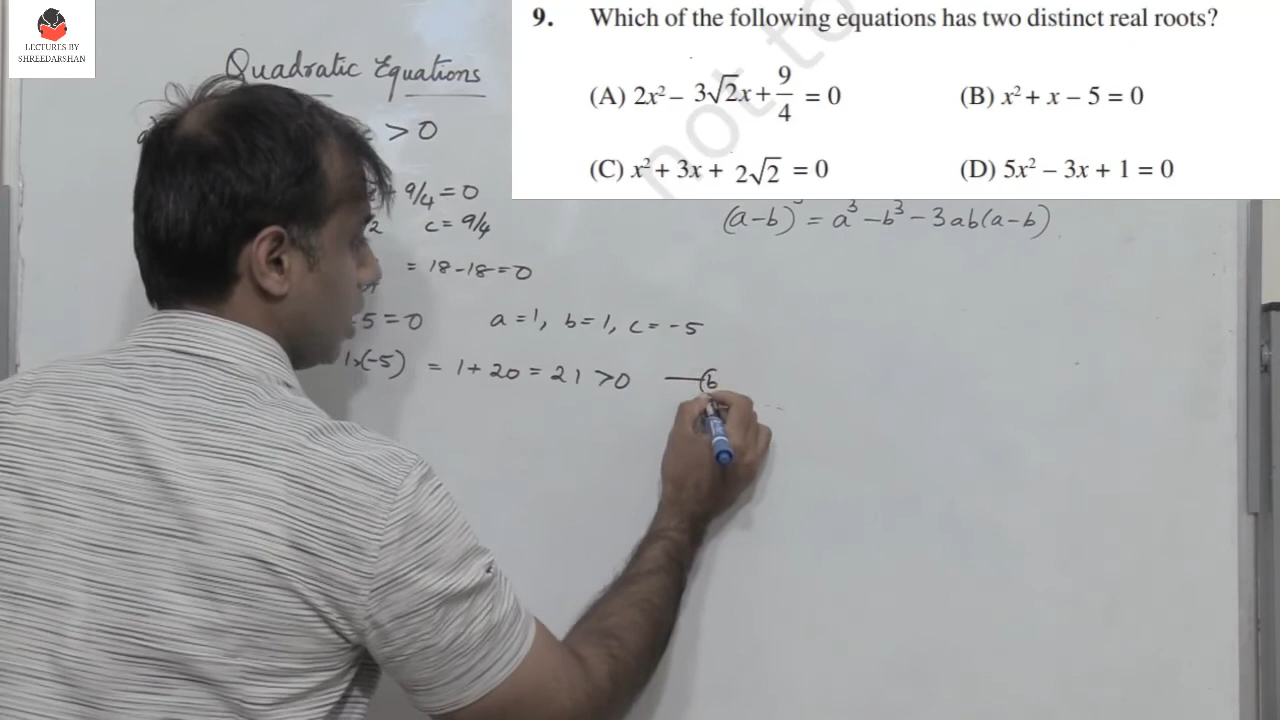 LECTURES BY
SHREEDARSHAN
9. Which of the following equations has two distinct real roots?
(A) 2x² – 3√2x + 9/4 = 0
(B) x² + x – 5 = 0
(C) x² + 3x + 2√2 = 0
(D) 5x² – 3x + 1 = 0
not to
Quadratic Equations
> 0
9/4 = 0
(a-b)³ = a³ - b³ - 3ab(a-b)
2 c = 9/4
= 18 - 18 = 0
-5 = 0 a = 1, b = 1, c = -5
1×(-5) = 1 + 20 = 21 > 0 — (b